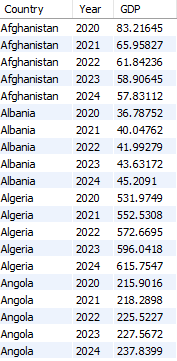 Country Year GDP
Afghanistan 2020 83.21645
Afghanistan 2021 65.95827
Afghanistan 2022 61.84236
Afghanistan 2023 58.90645
Afghanistan 2024 57.83112
Albania 2020 36.78752
Albania 2021 40.04762
Albania 2022 41.99279
Albania 2023 43.63172
Albania 2024 45.2091
Algeria 2020 531.9749
Algeria 2021 552.5308
Algeria 2022 572.6695
Algeria 2023 596.0418
Algeria 2024 615.7547
Angola 2020 215.9016
Angola 2021 218.2898
Angola 2022 225.5227
Angola 2023 227.5672
Angola 2024 237.8399